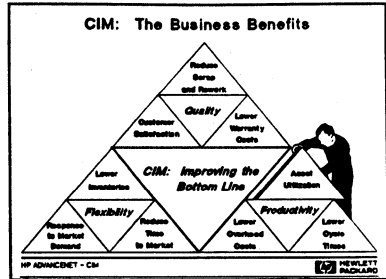 CIM: The Business Benefits
Reduce
Scrap
and Rework
Quality
Customer
Satisfaction
Lower
Warranty
Costs
CIM: Improving the
Bottom Line
Lower
Inventories
Asset
Utilization
Flexibility
Productivity
Response
to Market
Demand
Reduce
Time
to Market
Lower
Overhead
Costs
Lower
Cycle
Times
HP ADVANCENET - CIM
hp HEWLETT
PACKARD